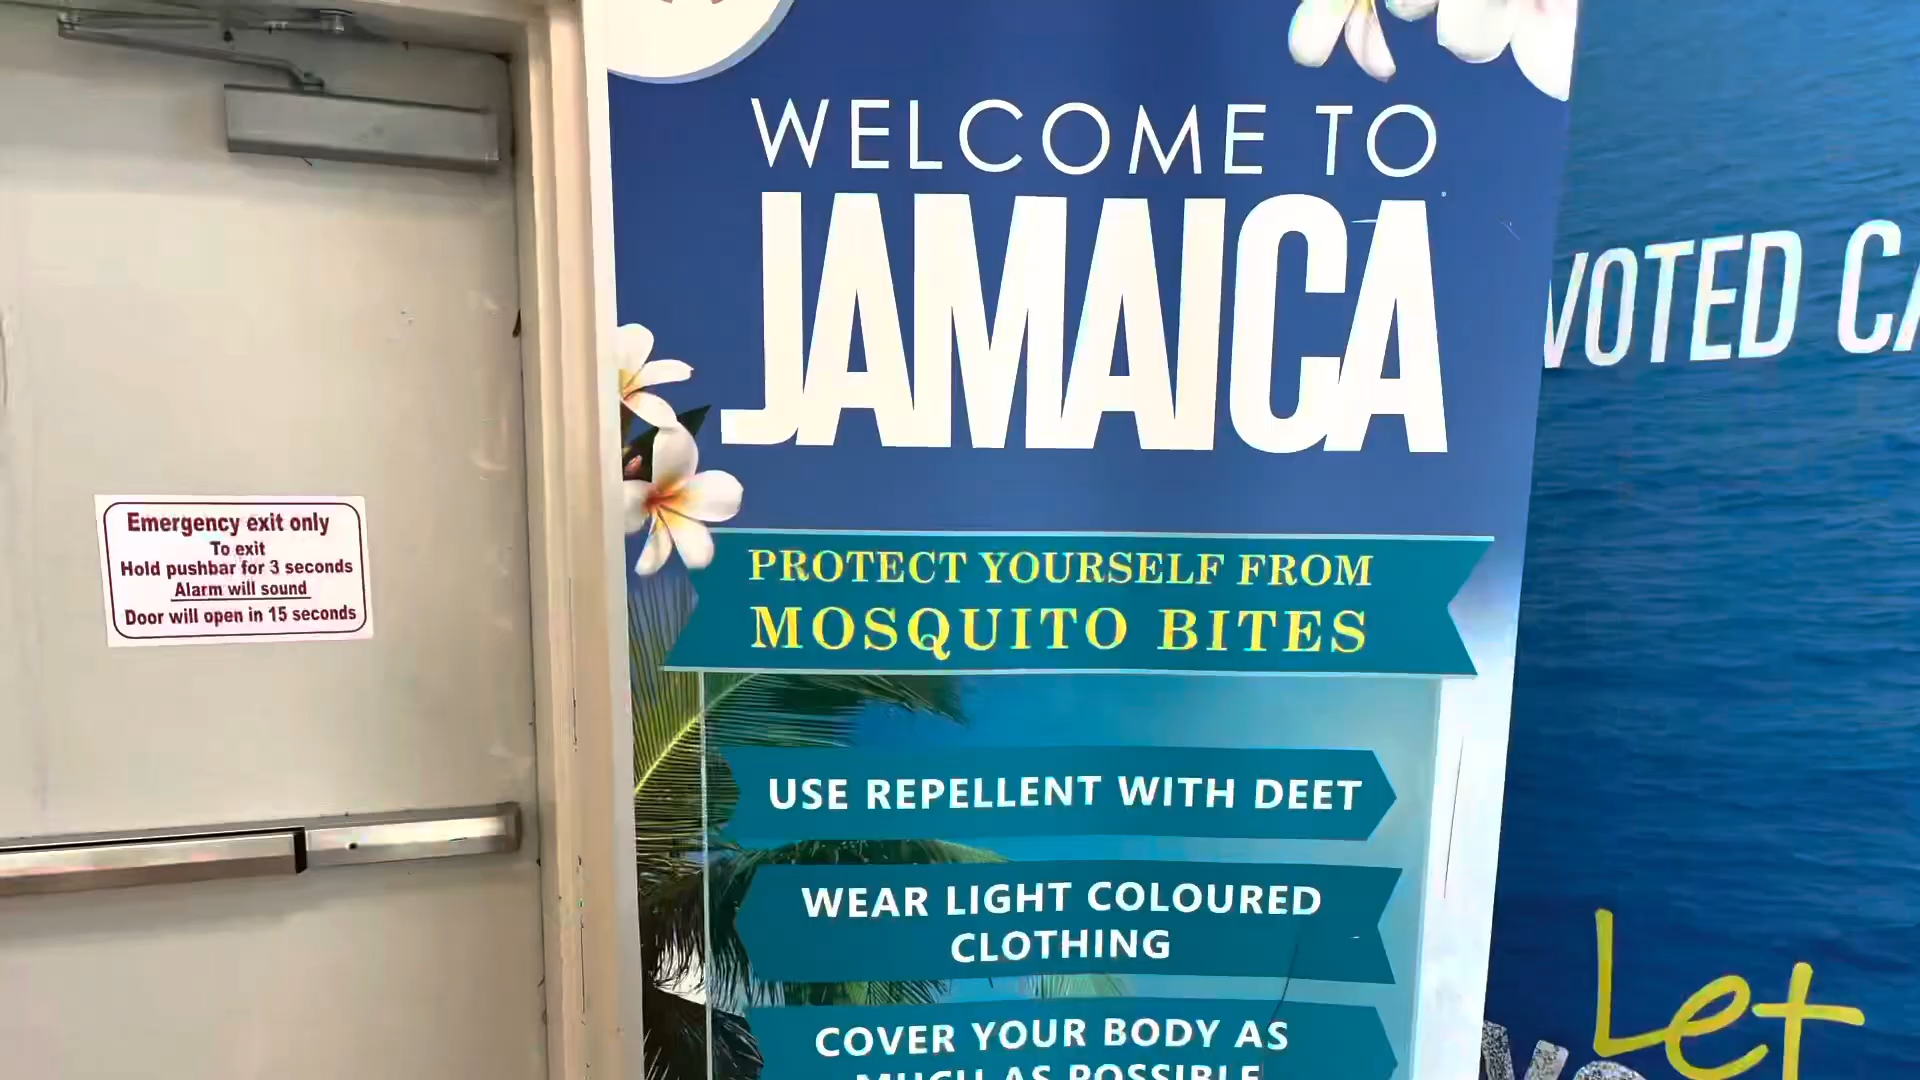 Emergency exit only
To exit
Hold pushbar for 3 seconds
Alarm will sound
Door will open in 15 seconds
WELCOME TO
JAMAICA
PROTECT YOURSELF FROM
MOSQUITO BITES
USE REPELLENT WITH DEET
WEAR LIGHT COLOURED
CLOTHING
COVER YOUR BODY AS
MUCH AS POSSIBLE
VOTED
Let